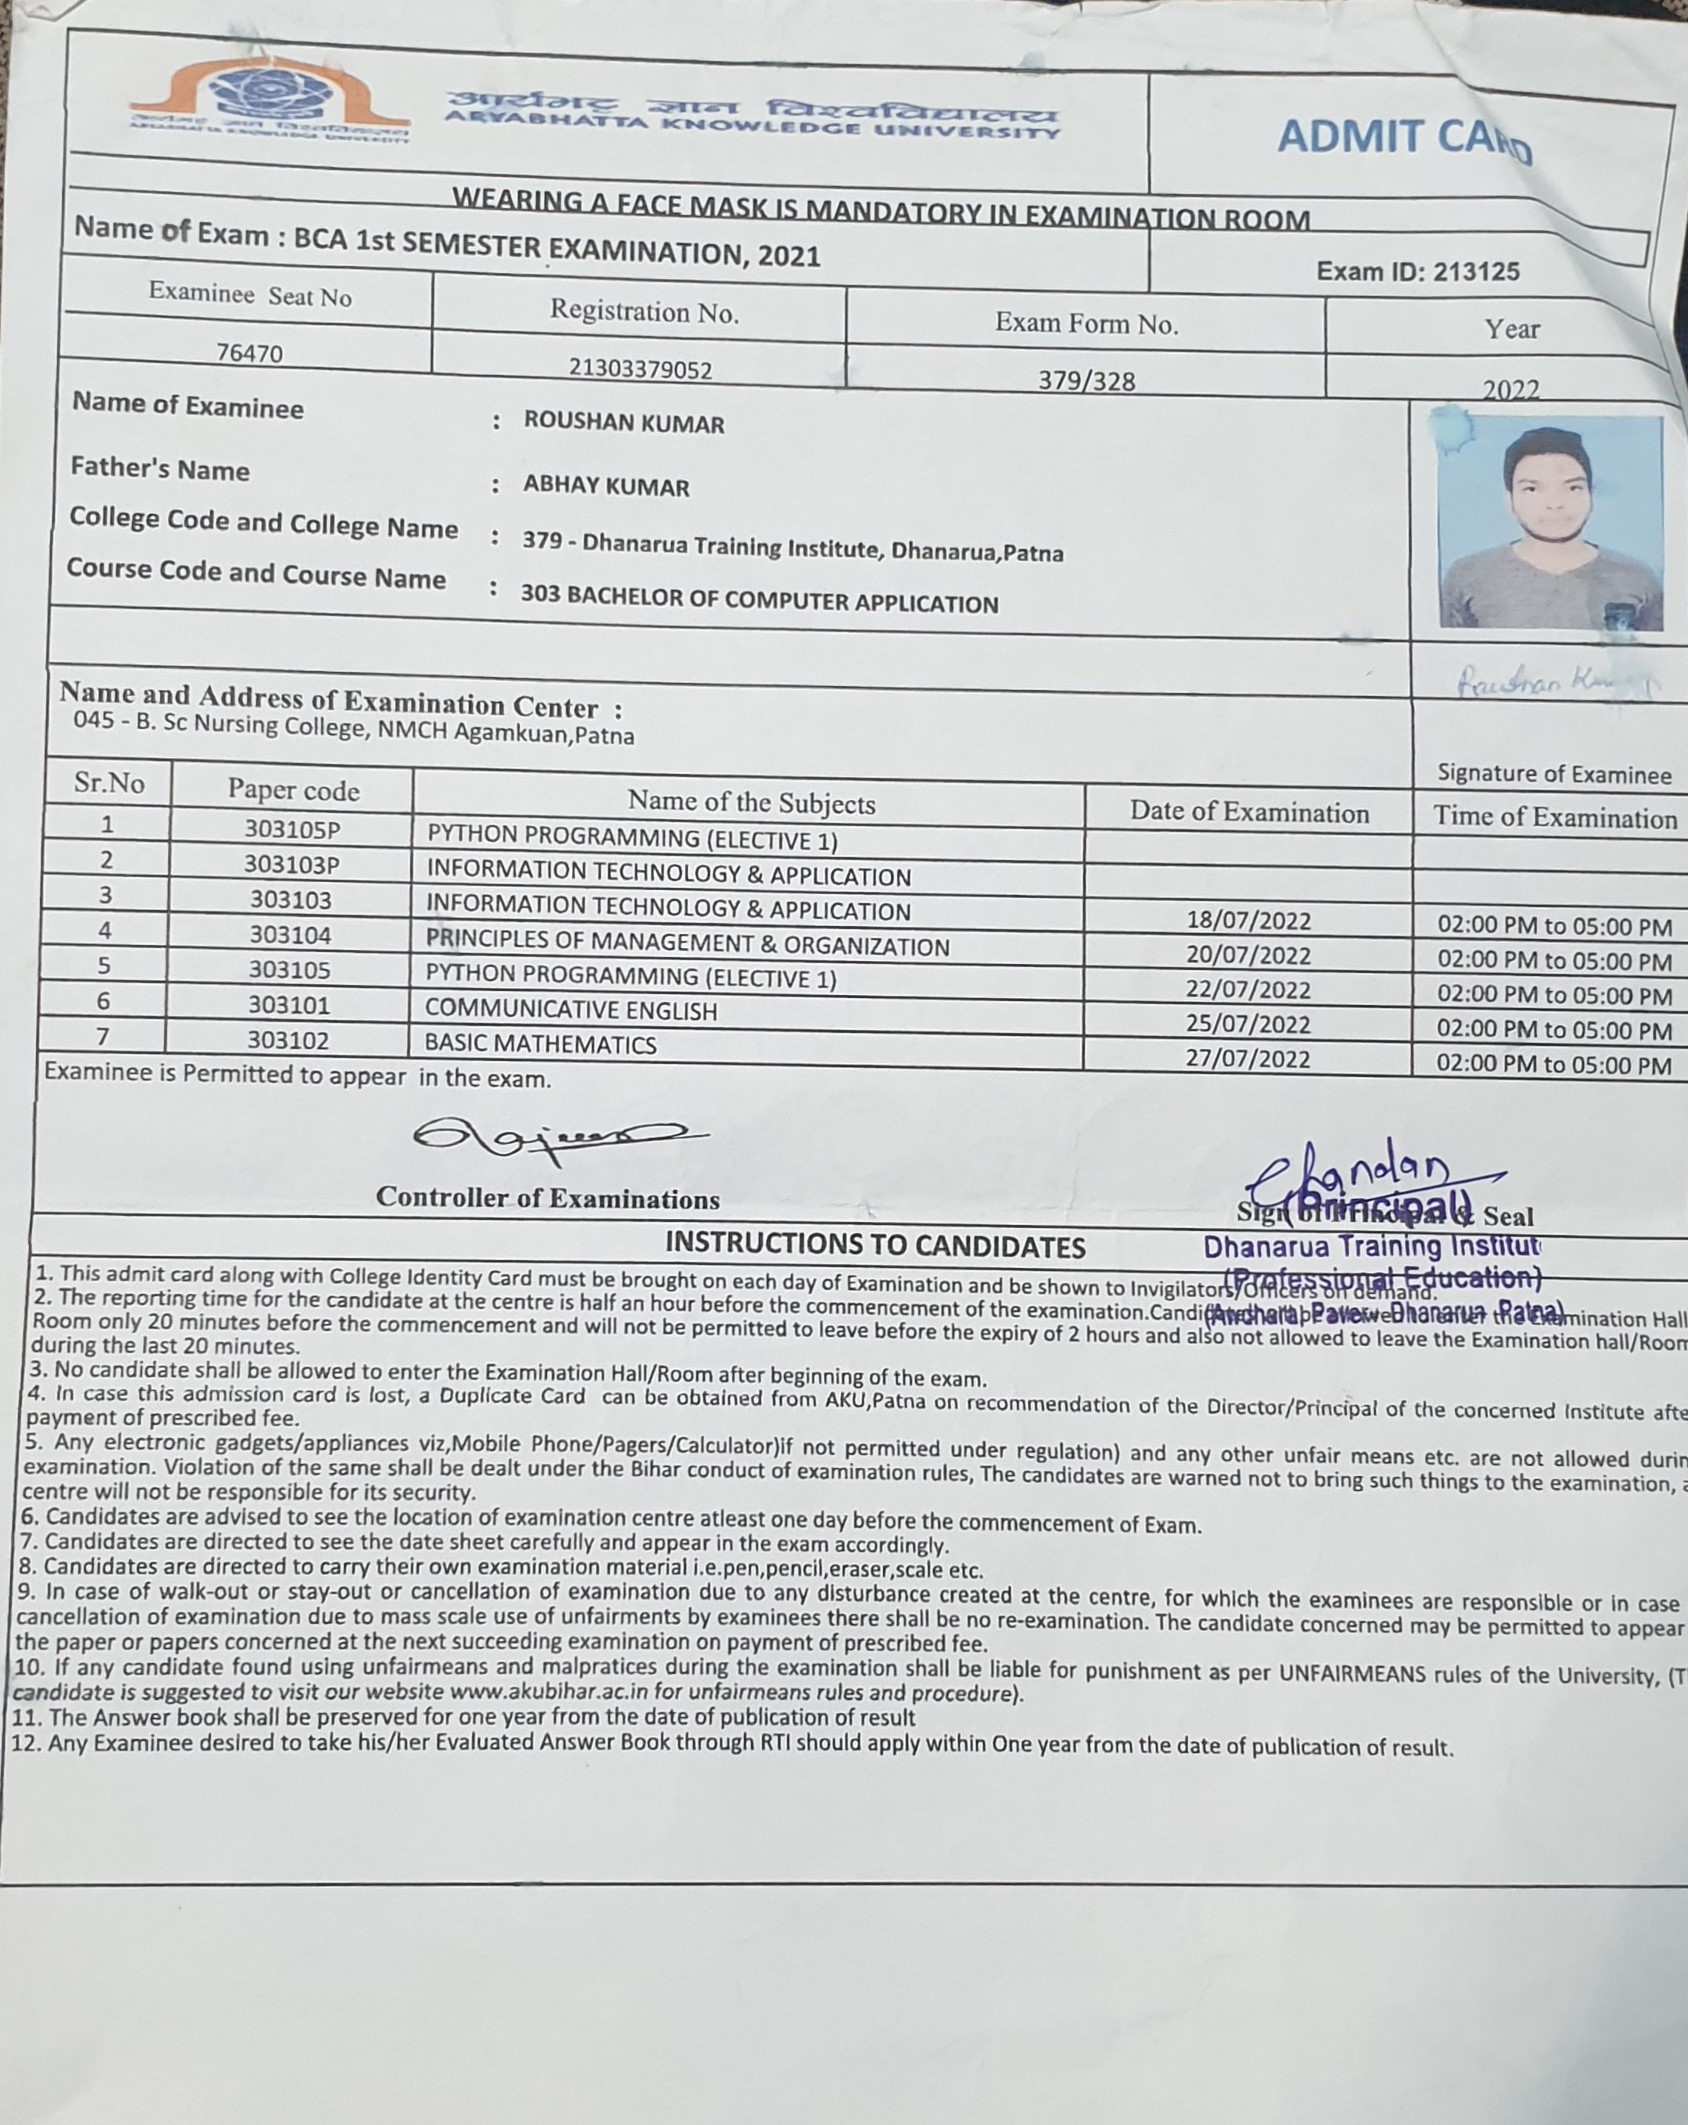 आर्यभट्ट ज्ञान विश्वविद्यालय
ARYABHATTA KNOWLEDGE UNIVERSITY
ARYABHATTA KNOWLEDGE UNIVERSITY
ADMIT CARD
WEARING A FACE MASK IS MANDATORY IN EXAMINATION ROOM
Name of Exam : BCA 1st SEMESTER EXAMINATION, 2021
Exam ID: 213125
Examinee Seat No Registration No. Exam Form No. Year
76470 21303379052 379/328 2022
Name of Examinee : ROUSHAN KUMAR
Father's Name : ABHAY KUMAR
College Code and College Name : 379 - Dhanarua Training Institute, Dhanarua,Patna
Course Code and Course Name : 303 BACHELOR OF COMPUTER APPLICATION
Name and Address of Examination Center :
045 - B. Sc Nursing College, NMCH Agamkuan,Patna
Signature of Examinee
Sr.No Paper code Name of the Subjects Date of Examination Time of Examination
1 303105P PYTHON PROGRAMMING (ELECTIVE 1)
2 303103P INFORMATION TECHNOLOGY & APPLICATION
3 303103 INFORMATION TECHNOLOGY & APPLICATION 18/07/2022 02:00 PM to 05:00 PM
4 303104 PRINCIPLES OF MANAGEMENT & ORGANIZATION 20/07/2022 02:00 PM to 05:00 PM
5 303105 PYTHON PROGRAMMING (ELECTIVE 1) 22/07/2022 02:00 PM to 05:00 PM
6 303101 COMMUNICATIVE ENGLISH 25/07/2022 02:00 PM to 05:00 PM
7 303102 BASIC MATHEMATICS 27/07/2022 02:00 PM to 05:00 PM
Examinee is Permitted to appear in the exam.
Chandan
Controller of Examinations
Sign of Principal & Seal
(Principal)
Dhanarua Training Institut
(Professional Education)
INSTRUCTIONS TO CANDIDATES
1. This admit card along with College Identity Card must be brought on each day of Examination and be shown to Invigilators/Officers on demand.
2. The reporting time for the candidate at the centre is half an hour before the commencement of the examination. enter the Examination Hall
Room only 20 minutes before the commencement and will not be permitted to leave before the expiry of 2 hours and also not allowed to leave the Examination hall/Room
during the last 20 minutes.
3. No candidate shall be allowed to enter the Examination Hall/Room after beginning of the exam.
4. In case this admission card is lost, a Duplicate Card can be obtained from AKU,Patna on recommendation of the Director/Principal of the concerned Institute afte
payment of prescribed fee.
5. Any electronic gadgets/appliances viz,Mobile Phone/Pagers/Calculator)if not permitted under regulation) and any other unfair means etc. are not allowed durin
examination. Violation of the same shall be dealt under the Bihar conduct of examination rules, The candidates are warned not to bring such things to the examination, a
centre will not be responsible for its security.
6. Candidates are advised to see the location of examination centre atleast one day before the commencement of Exam.
7. Candidates are directed to see the date sheet carefully and appear in the exam accordingly.
8. Candidates are directed to carry their own examination material i.e.pen,pencil,eraser,scale etc.
9. In case of walk-out or stay-out or cancellation of examination due to any disturbance created at the centre, for which the examinees are responsible or in case
cancellation of examination due to mass scale use of unfairments by examinees there shall be no re-examination. The candidate concerned may be permitted to appear
the paper or papers concerned at the next succeeding examination on payment of prescribed fee.
10. If any candidate found using unfairmeans and malpratices during the examination shall be liable for punishment as per UNFAIRMEANS rules of the University, (T
candidate is suggested to visit our website www.akubihar.ac.in for unfairmeans rules and procedure).
11. The Answer book shall be preserved for one year from the date of publication of result
12. Any Examinee desired to take his/her Evaluated Answer Book through RTI should apply within One year from the date of publication of result.